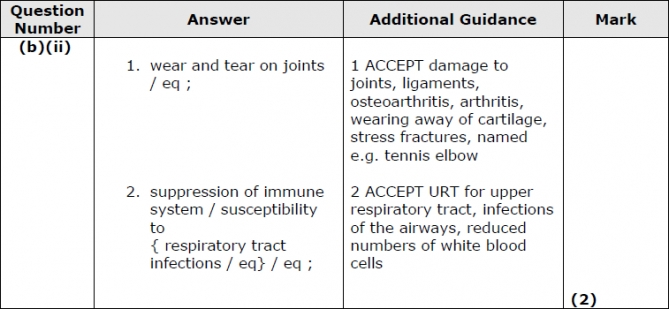 Question Number Answer Additional Guidance Mark
(b)(ii)
1. wear and tear on joints
/ eq ;
1 ACCEPT damage to
joints, ligaments,
osteoarthritis, arthritis,
wearing away of cartilage,
stress fractures, named
e.g. tennis elbow
2. suppression of immune
system / susceptibility
to
{ respiratory tract
infections / eq} / eq ;
2 ACCEPT URT for upper
respiratory tract, infections
of the airways, reduced
numbers of white blood
cells
(2)